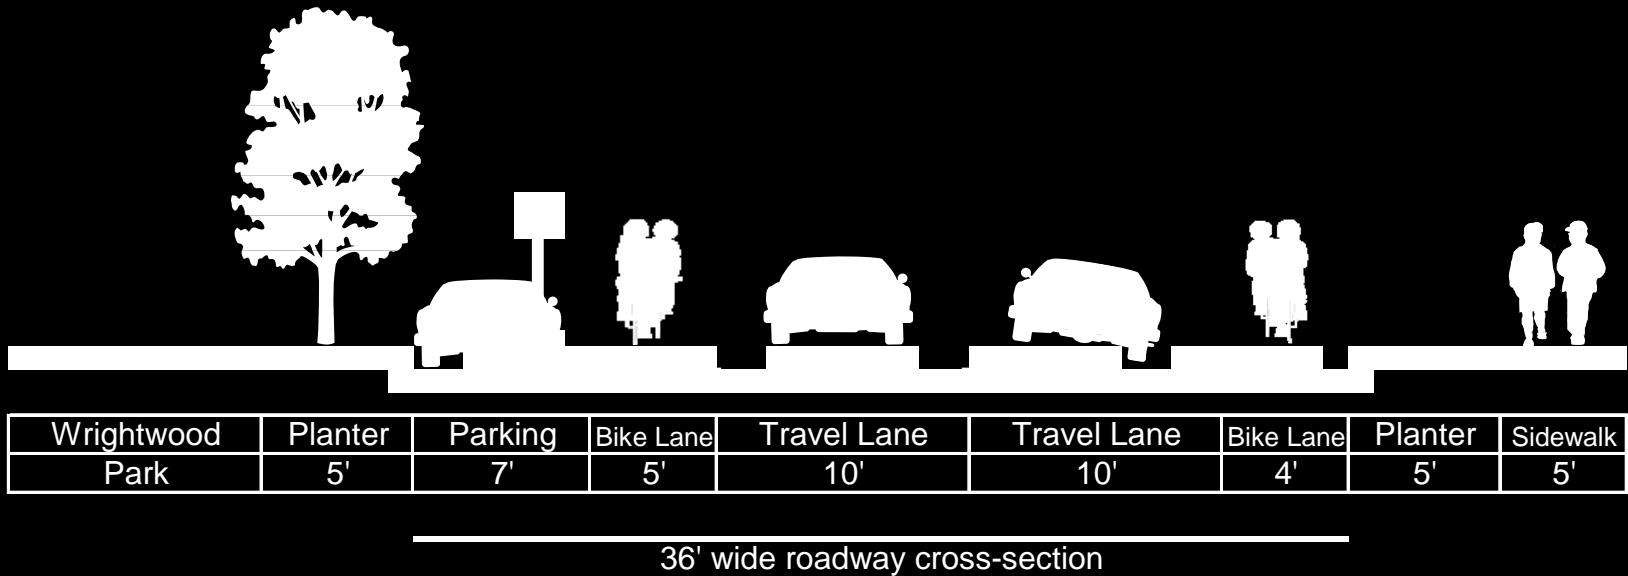 Wrightwood Planter Parking Bike Lane Travel Lane Travel Lane Bike Lane Planter Sidewalk
Park 5' 7' 5' 10' 10' 4' 5' 5'
36' wide roadway cross-section